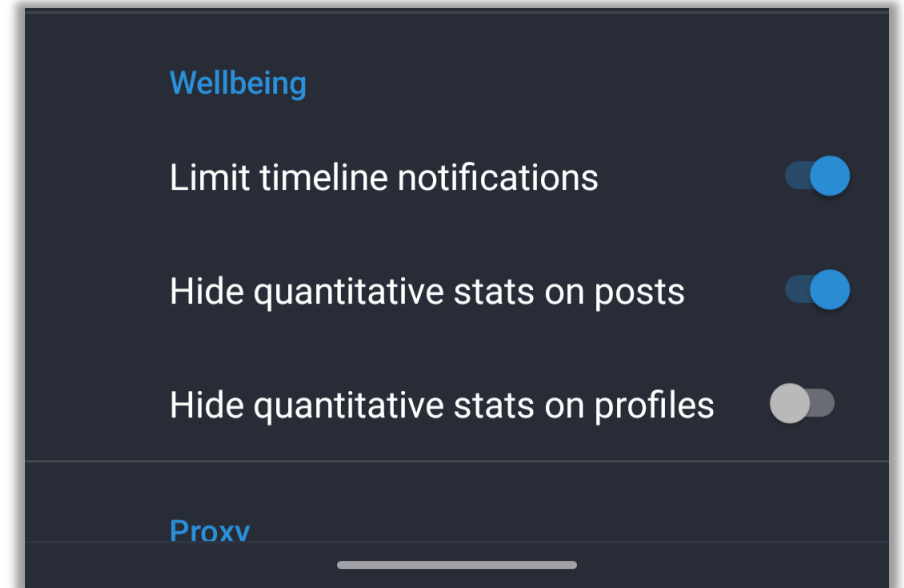 Wellbeing
Limit timeline notifications
Hide quantitative stats on posts
Hide quantitative stats on profiles
Proxy